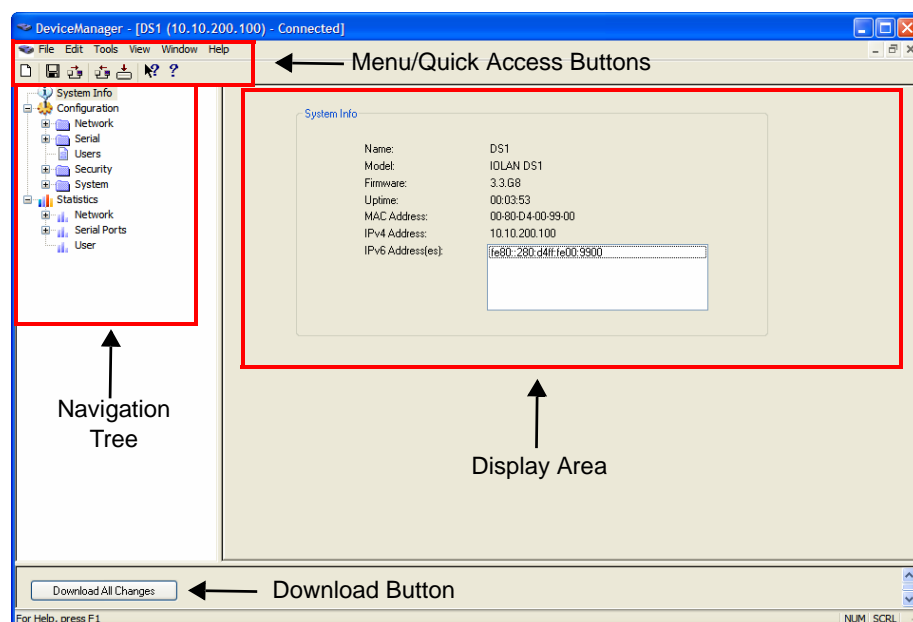 DeviceManager - [DS1 (10.10.200.100) - Connected]
File Edit Tools View Window Help
Menu/Quick Access Buttons
System Info
Configuration
Network
Serial
Users
Security
System
Statistics
Network
Serial Ports
User
Navigation
Tree
System Info
Name: DS1
Model: IOLAN DS1
Firmware: 3.3.G8
Uptime: 00:03:53
MAC Address: 00-80-D4-00-99-00
IPv4 Address: 10.10.200.100
IPv6 Address(es): fe80::280:d4ff:fe00:9900
Display Area
Download All Changes
Download Button
For Help, press F1
NUM SCRL